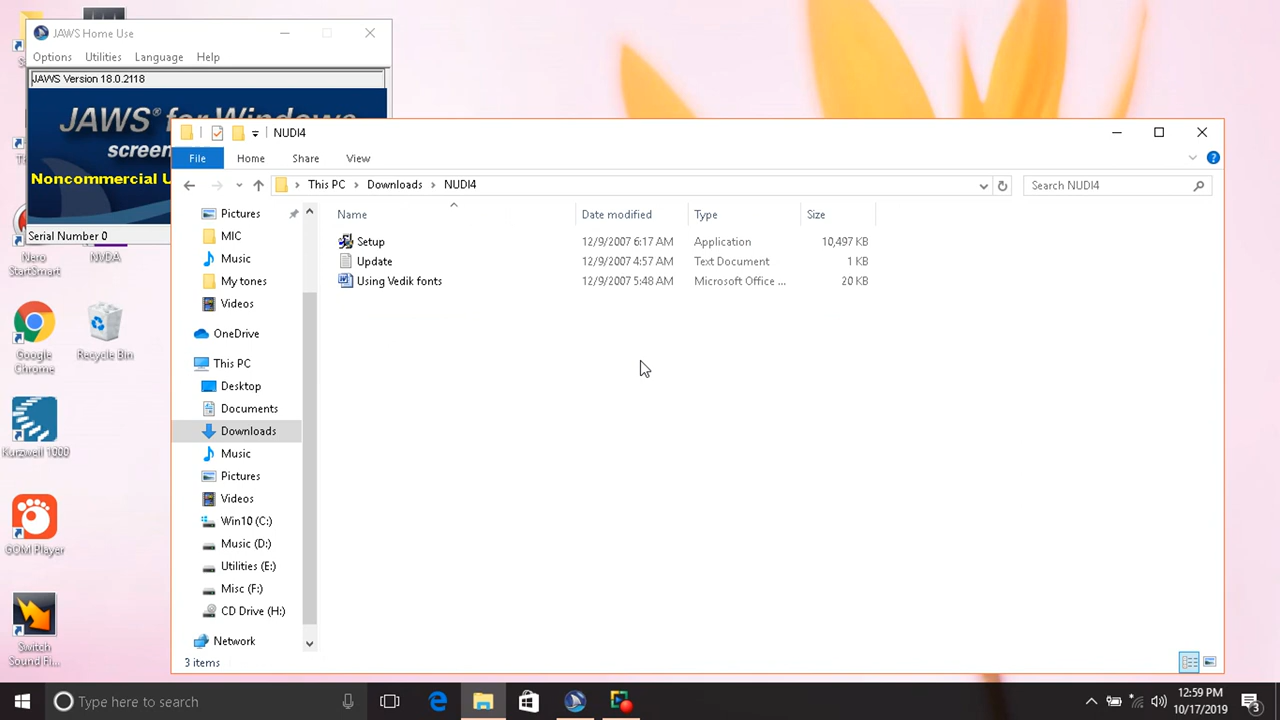 JAWS Home Use
Options Utilities Language Help
JAWS Version 18.0.2118
JAWS® for Windows
screen
Noncommercial U
Serial Number 0
NUDI4
File Home Share View
This PC Downloads NUDI4
Search NUDI4
Name Date modified Type Size
Setup 12/9/2007 6:17 AM Application 10,497 KB
Update 12/9/2007 4:57 AM Text Document 1 KB
Using Vedik fonts 12/9/2007 5:48 AM Microsoft Office ... 20 KB
Pictures
MIC
Music
My tones
Videos
OneDrive
This PC
Desktop
Documents
Downloads
Music
Pictures
Videos
Win10 (C:)
Music (D:)
Utilities (E:)
Misc (F:)
CD Drive (H:)
Network
3 items
Nero
StartSmart
NVDA
Google
Chrome
Recycle Bin
Kurzweil 1000
GOM Player
Switch
Sound Fi...
Type here to search
12:59 PM
10/17/2019
3